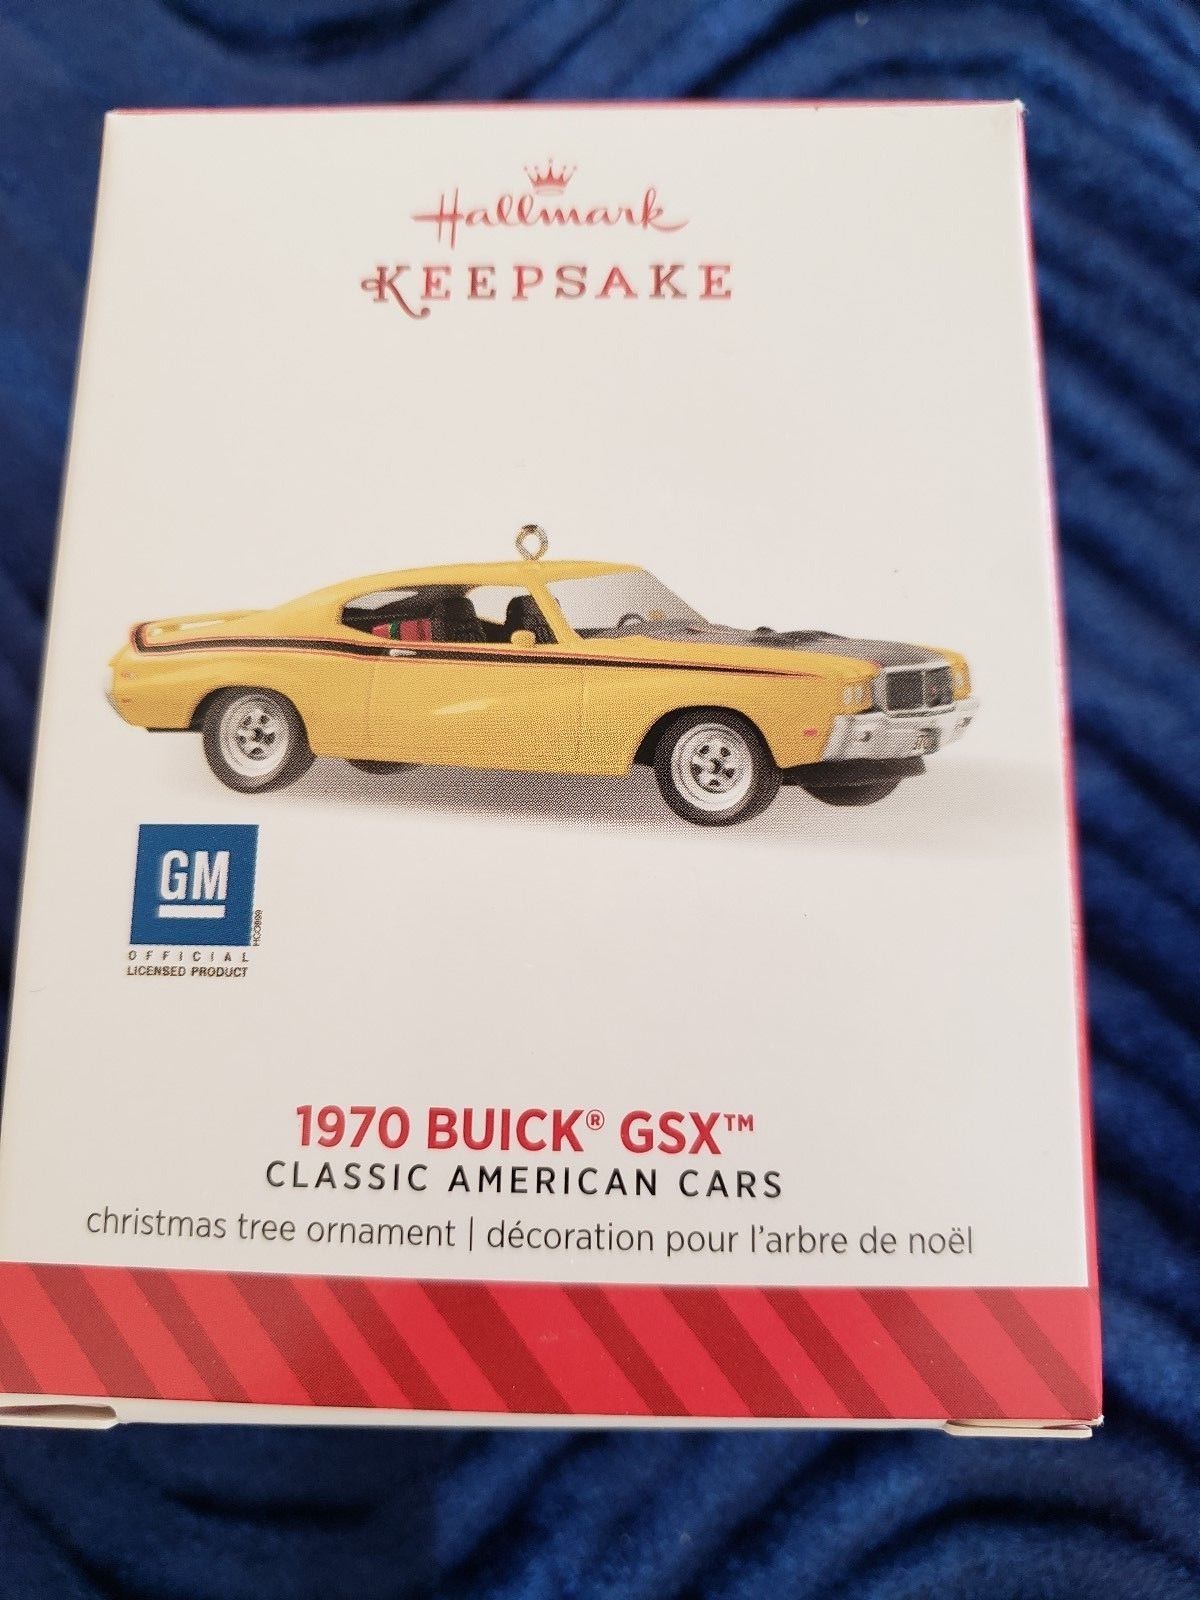 Hallmark
KEEPSAKE
GM
OFFICIAL
LICENSED PRODUCT
1970 BUICK® GSX™
CLASSIC AMERICAN CARS
christmas tree ornament | décoration pour l'arbre de noël